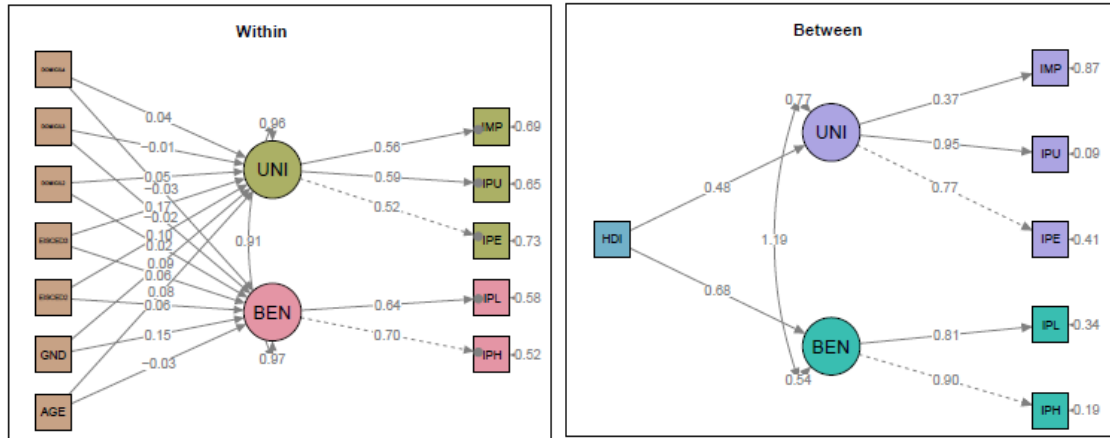 Within
DOMICIL4
DOMICIL3
DOMICIL2
EISCED3
EISCED2
GND
AGE
0.04
−0.01
0.05
−0.03
0.17
−0.02
0.10
0.02
0.09
0.06
0.08
0.06
0.15
−0.03
0.96
UNI
0.91
BEN
0.97
0.56
0.59
0.52
0.64
0.70
IMP
0.69
IPU
0.65
IPE
0.73
IPL
0.58
IPH
0.52
Between
HDI
0.48
0.68
0.77
UNI
1.19
BEN
0.54
0.37
0.95
0.77
0.81
0.90
IMP
0.87
IPU
0.09
IPE
0.41
IPL
0.34
IPH
0.19